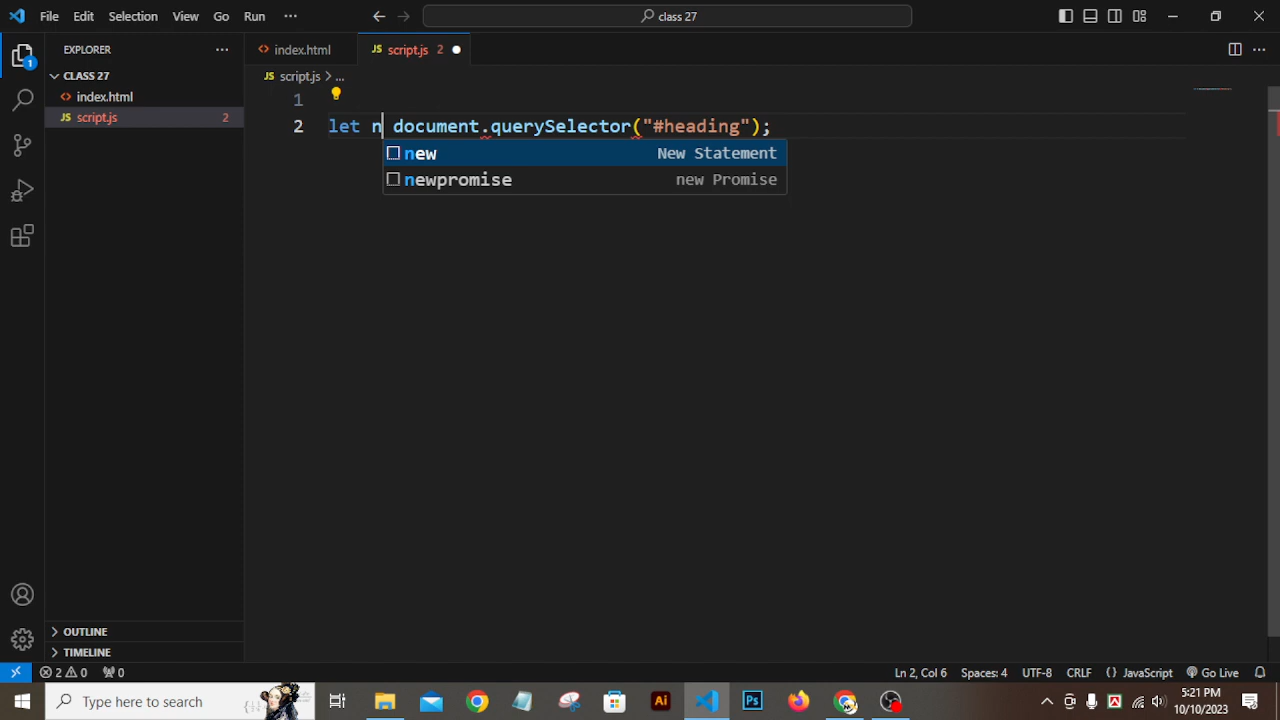 File Edit Selection View Go Run ··· class 27
EXPLORER ···
index.html
script.js 2
CLASS 27
script.js > ...
index.html
1
script.js 2
2 let n document.querySelector("#heading");
new New Statement
newpromise new Promise
1
OUTLINE
TIMELINE
2 0 0 Ln 2, Col 6 Spaces: 4 UTF-8 CRLF {} JavaScript Go Live
Type here to search
Ai
Ps
A
5:21 PM
10/10/2023